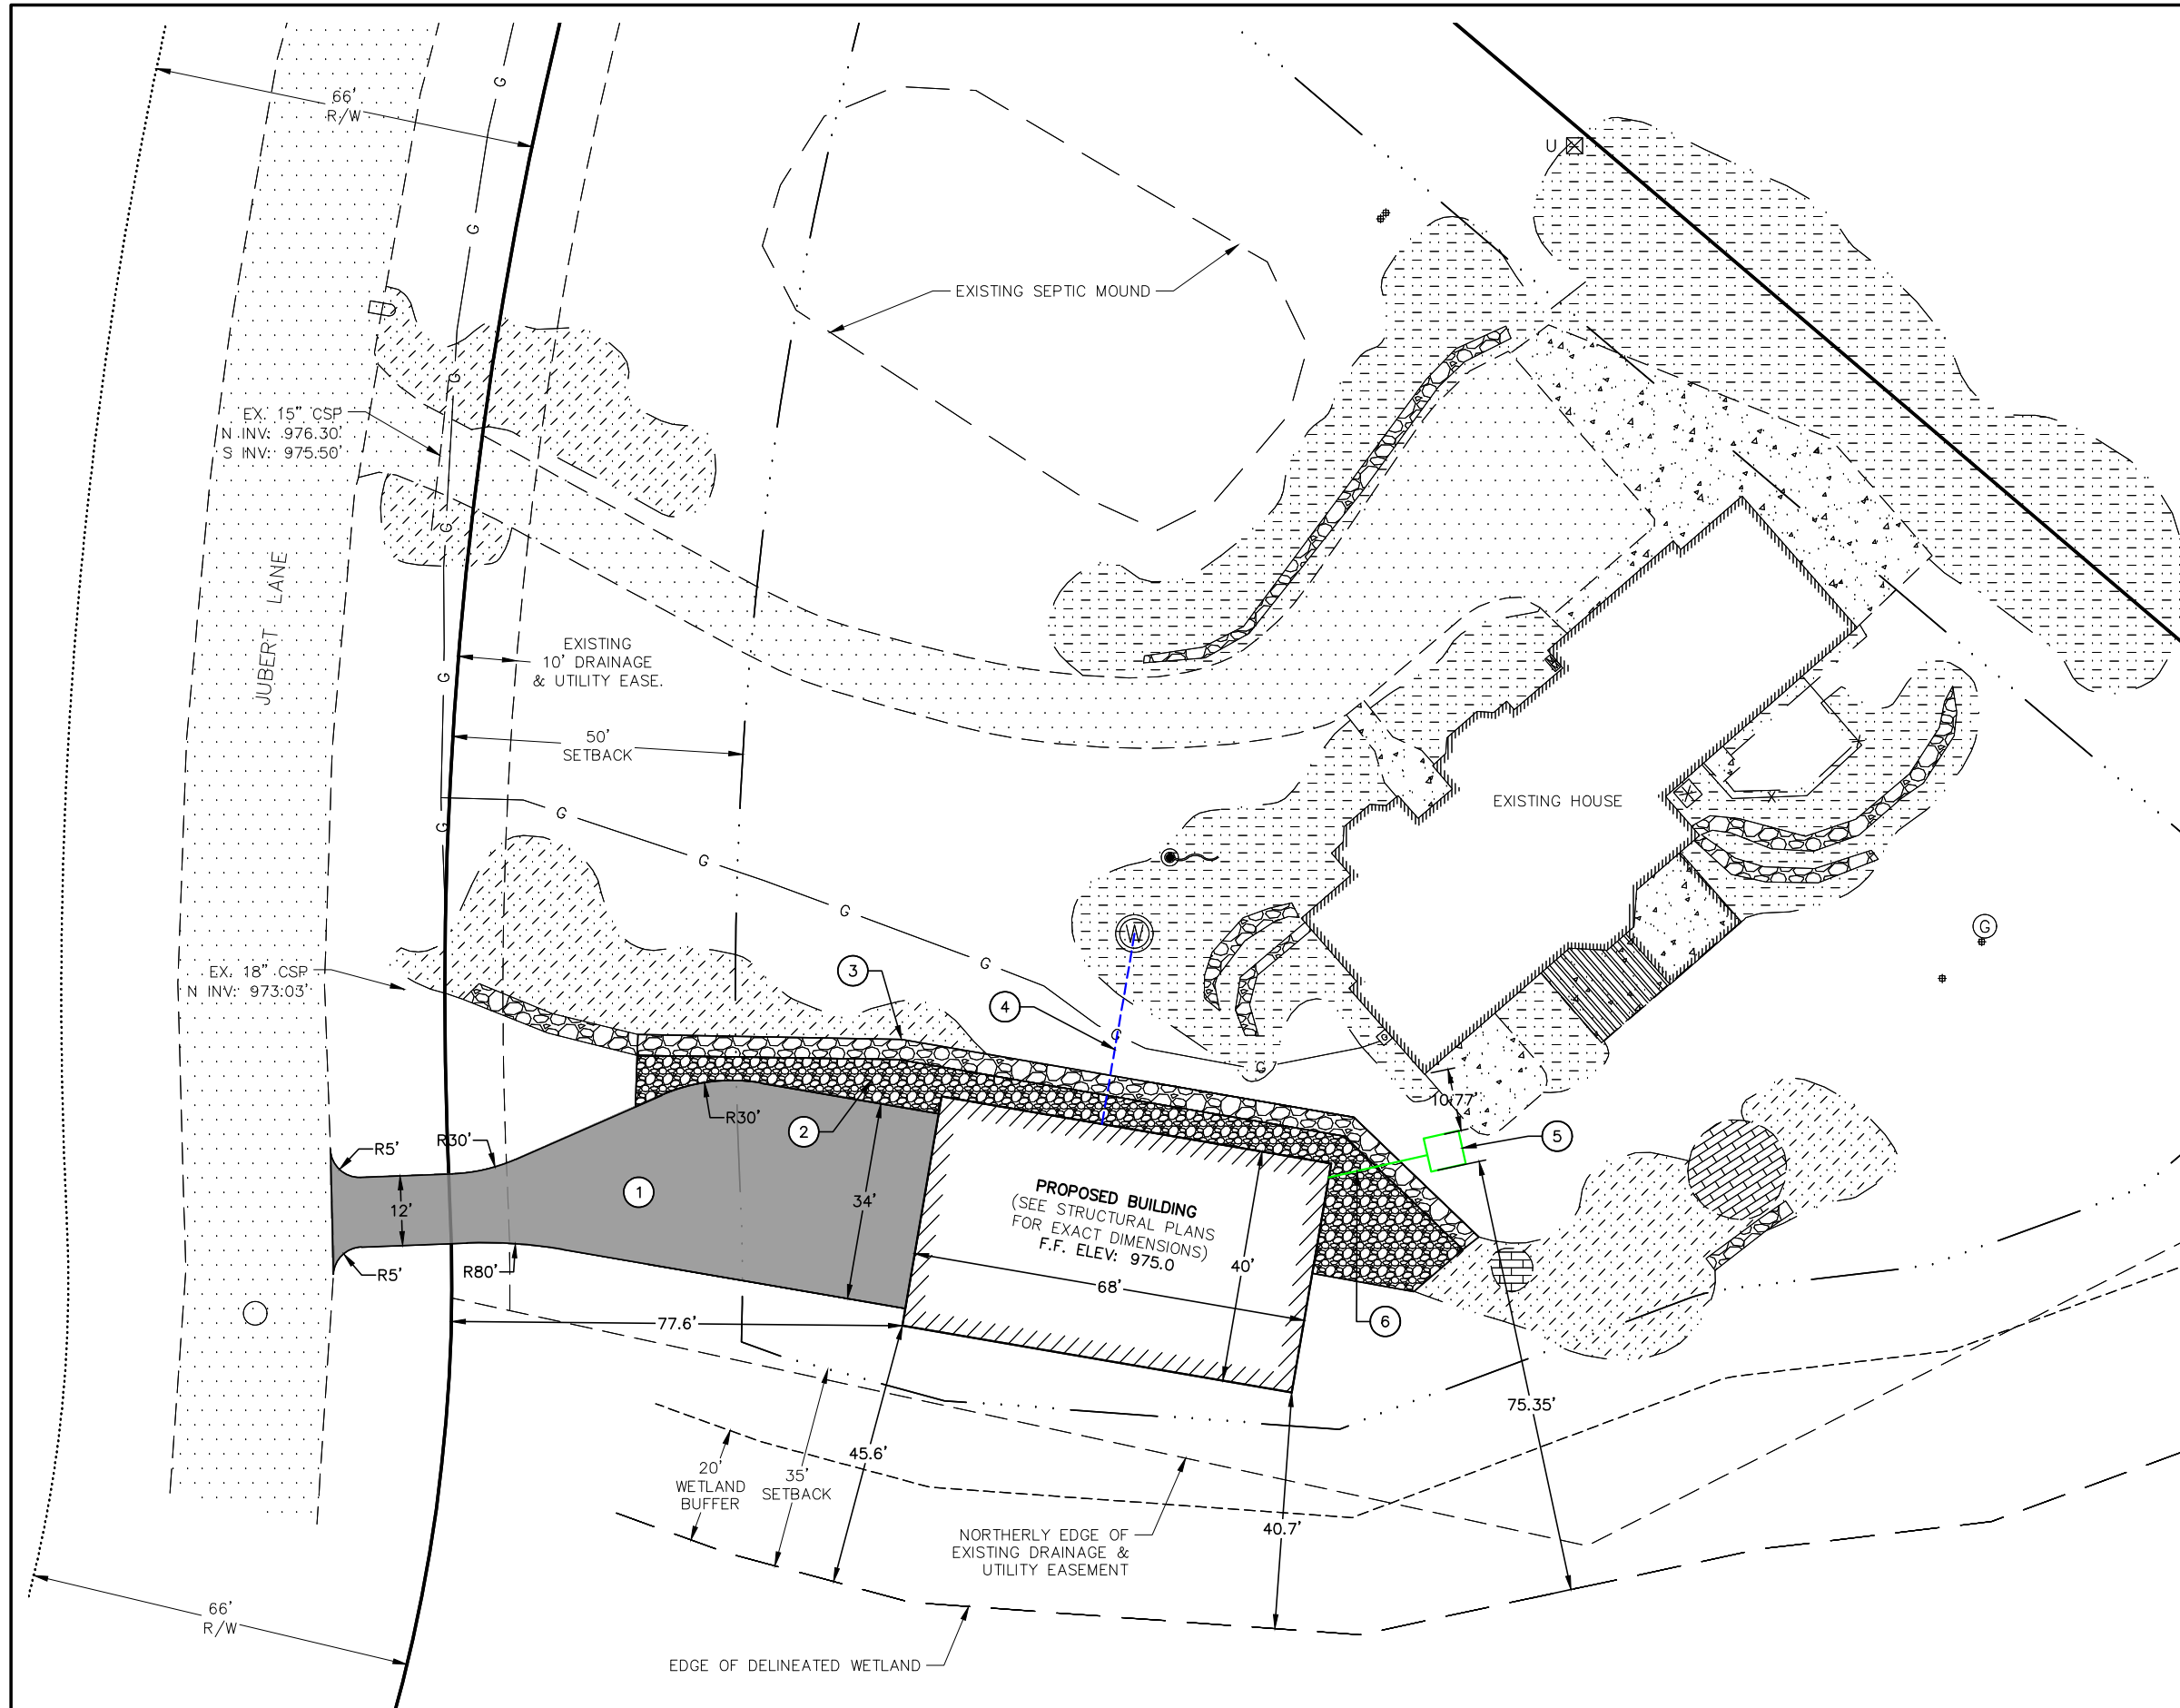 66'
R/W
U
EXISTING SEPTIC MOUND
EX. 15" CSP
N INV: 976.30'
S INV: 975.50'
JUBERT LANE
EXISTING
10' DRAINAGE
& UTILITY EASE.
50'
SETBACK
EXISTING HOUSE
G
G
G
G
G
G
G
G
G
G
G
G
G
W
G
EX. 18" CSP
N INV: 973.03'
3
4
2
5
1
6
10.77'
R30'
R30'
R5'
12'
R5'
R80'
34'
PROPOSED BUILDING
(SEE STRUCTURAL PLANS
FOR EXACT DIMENSIONS)
F.F. ELEV: 975.0
40'
68'
77.6'
75.35'
45.6'
20'
WETLAND
BUFFER
35'
SETBACK
40.7'
NORTHERLY EDGE OF
EXISTING DRAINAGE &
UTILITY EASEMENT
66'
R/W
EDGE OF DELINEATED WETLAND